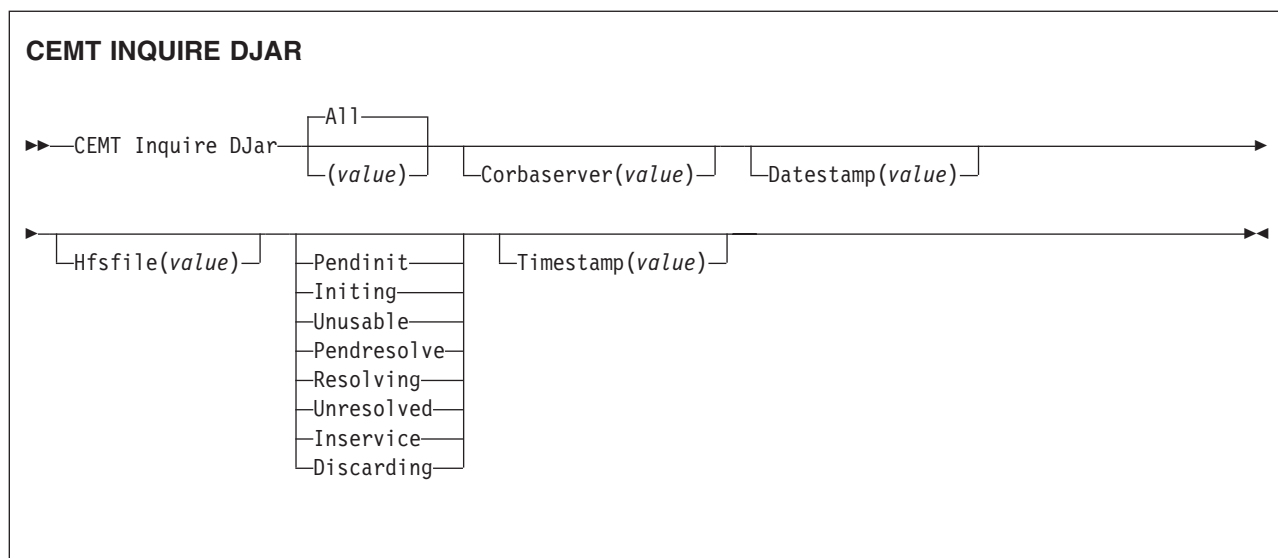 CEMT INQUIRE DJAR
All
CEMT Inquire DJar
(value)
Corbaserver(value)
Datestamp(value)
Hfsfile(value)
Pendinit
Timestamp(value)
Initing
Unusable
Pendresolve
Resolving
Unresolved
Inservice
Discarding